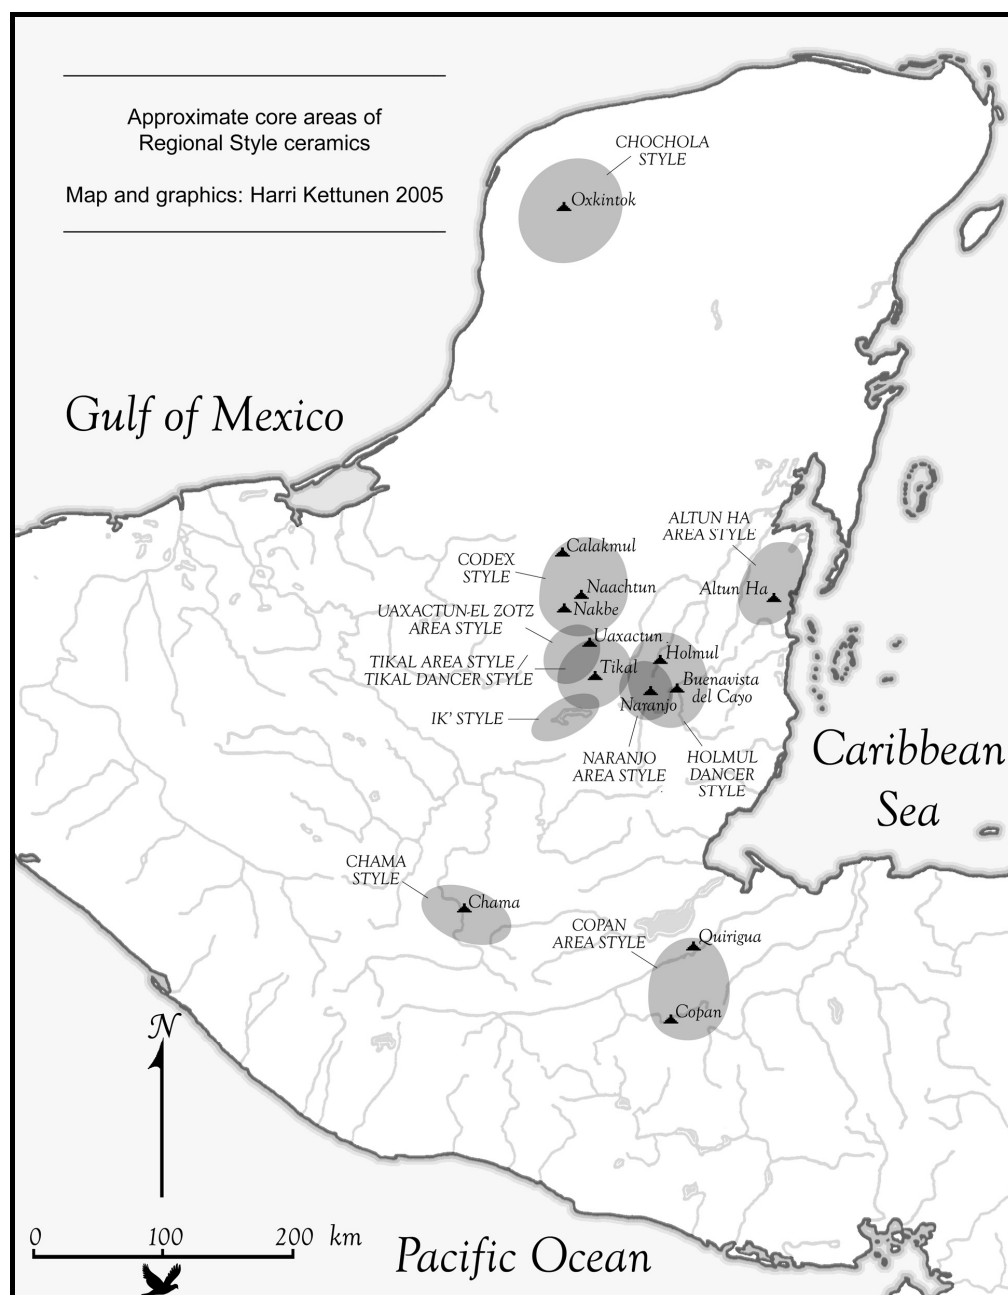 Approximate core areas of
Regional Style ceramics
Map and graphics: Harri Kettunen 2005
CHOCHOLA
STYLE
Oxkintok
Gulf of Mexico
ALTUN HA
AREA STYLE
Altun Ha
Calakmul
CODEX
STYLE
Naachtun
Nakbe
UAXACTUN-EL ZOTZ
AREA STYLE
Uaxactun
TIKAL AREA STYLE /
TIKAL DANCER STYLE
Tikal
Holmul
Buenavista
del Cayo
Naranjo
IK' STYLE
NARANJO
AREA STYLE
HOLMUL
DANCER
STYLE
Caribbean
Sea
CHAMA
STYLE
Chama
COPAN
AREA STYLE
Quirigua
Copan
N
0 100 200 km
Pacific Ocean